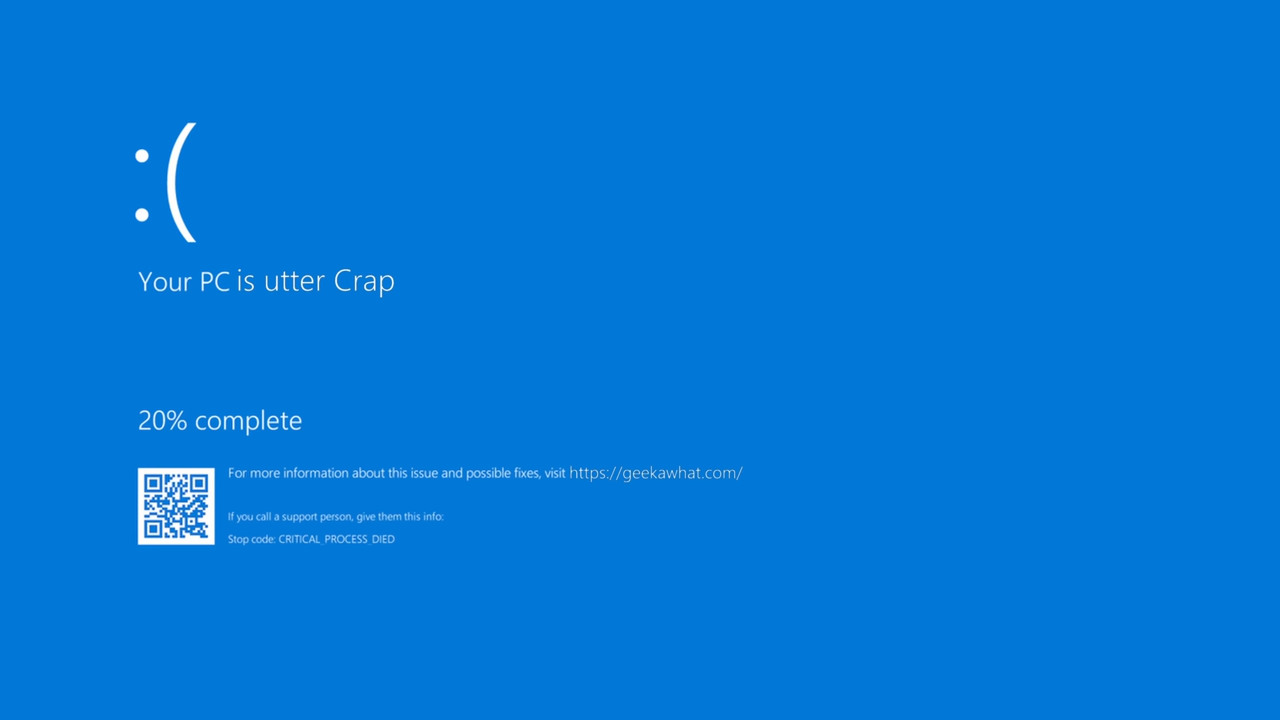 :(
Your PC is utter Crap
20% complete
For more information about this issue and possible fixes, visit https://geekawhat.com/
If you call a support person, give them this info:
Stop code: CRITICAL_PROCESS_DIED